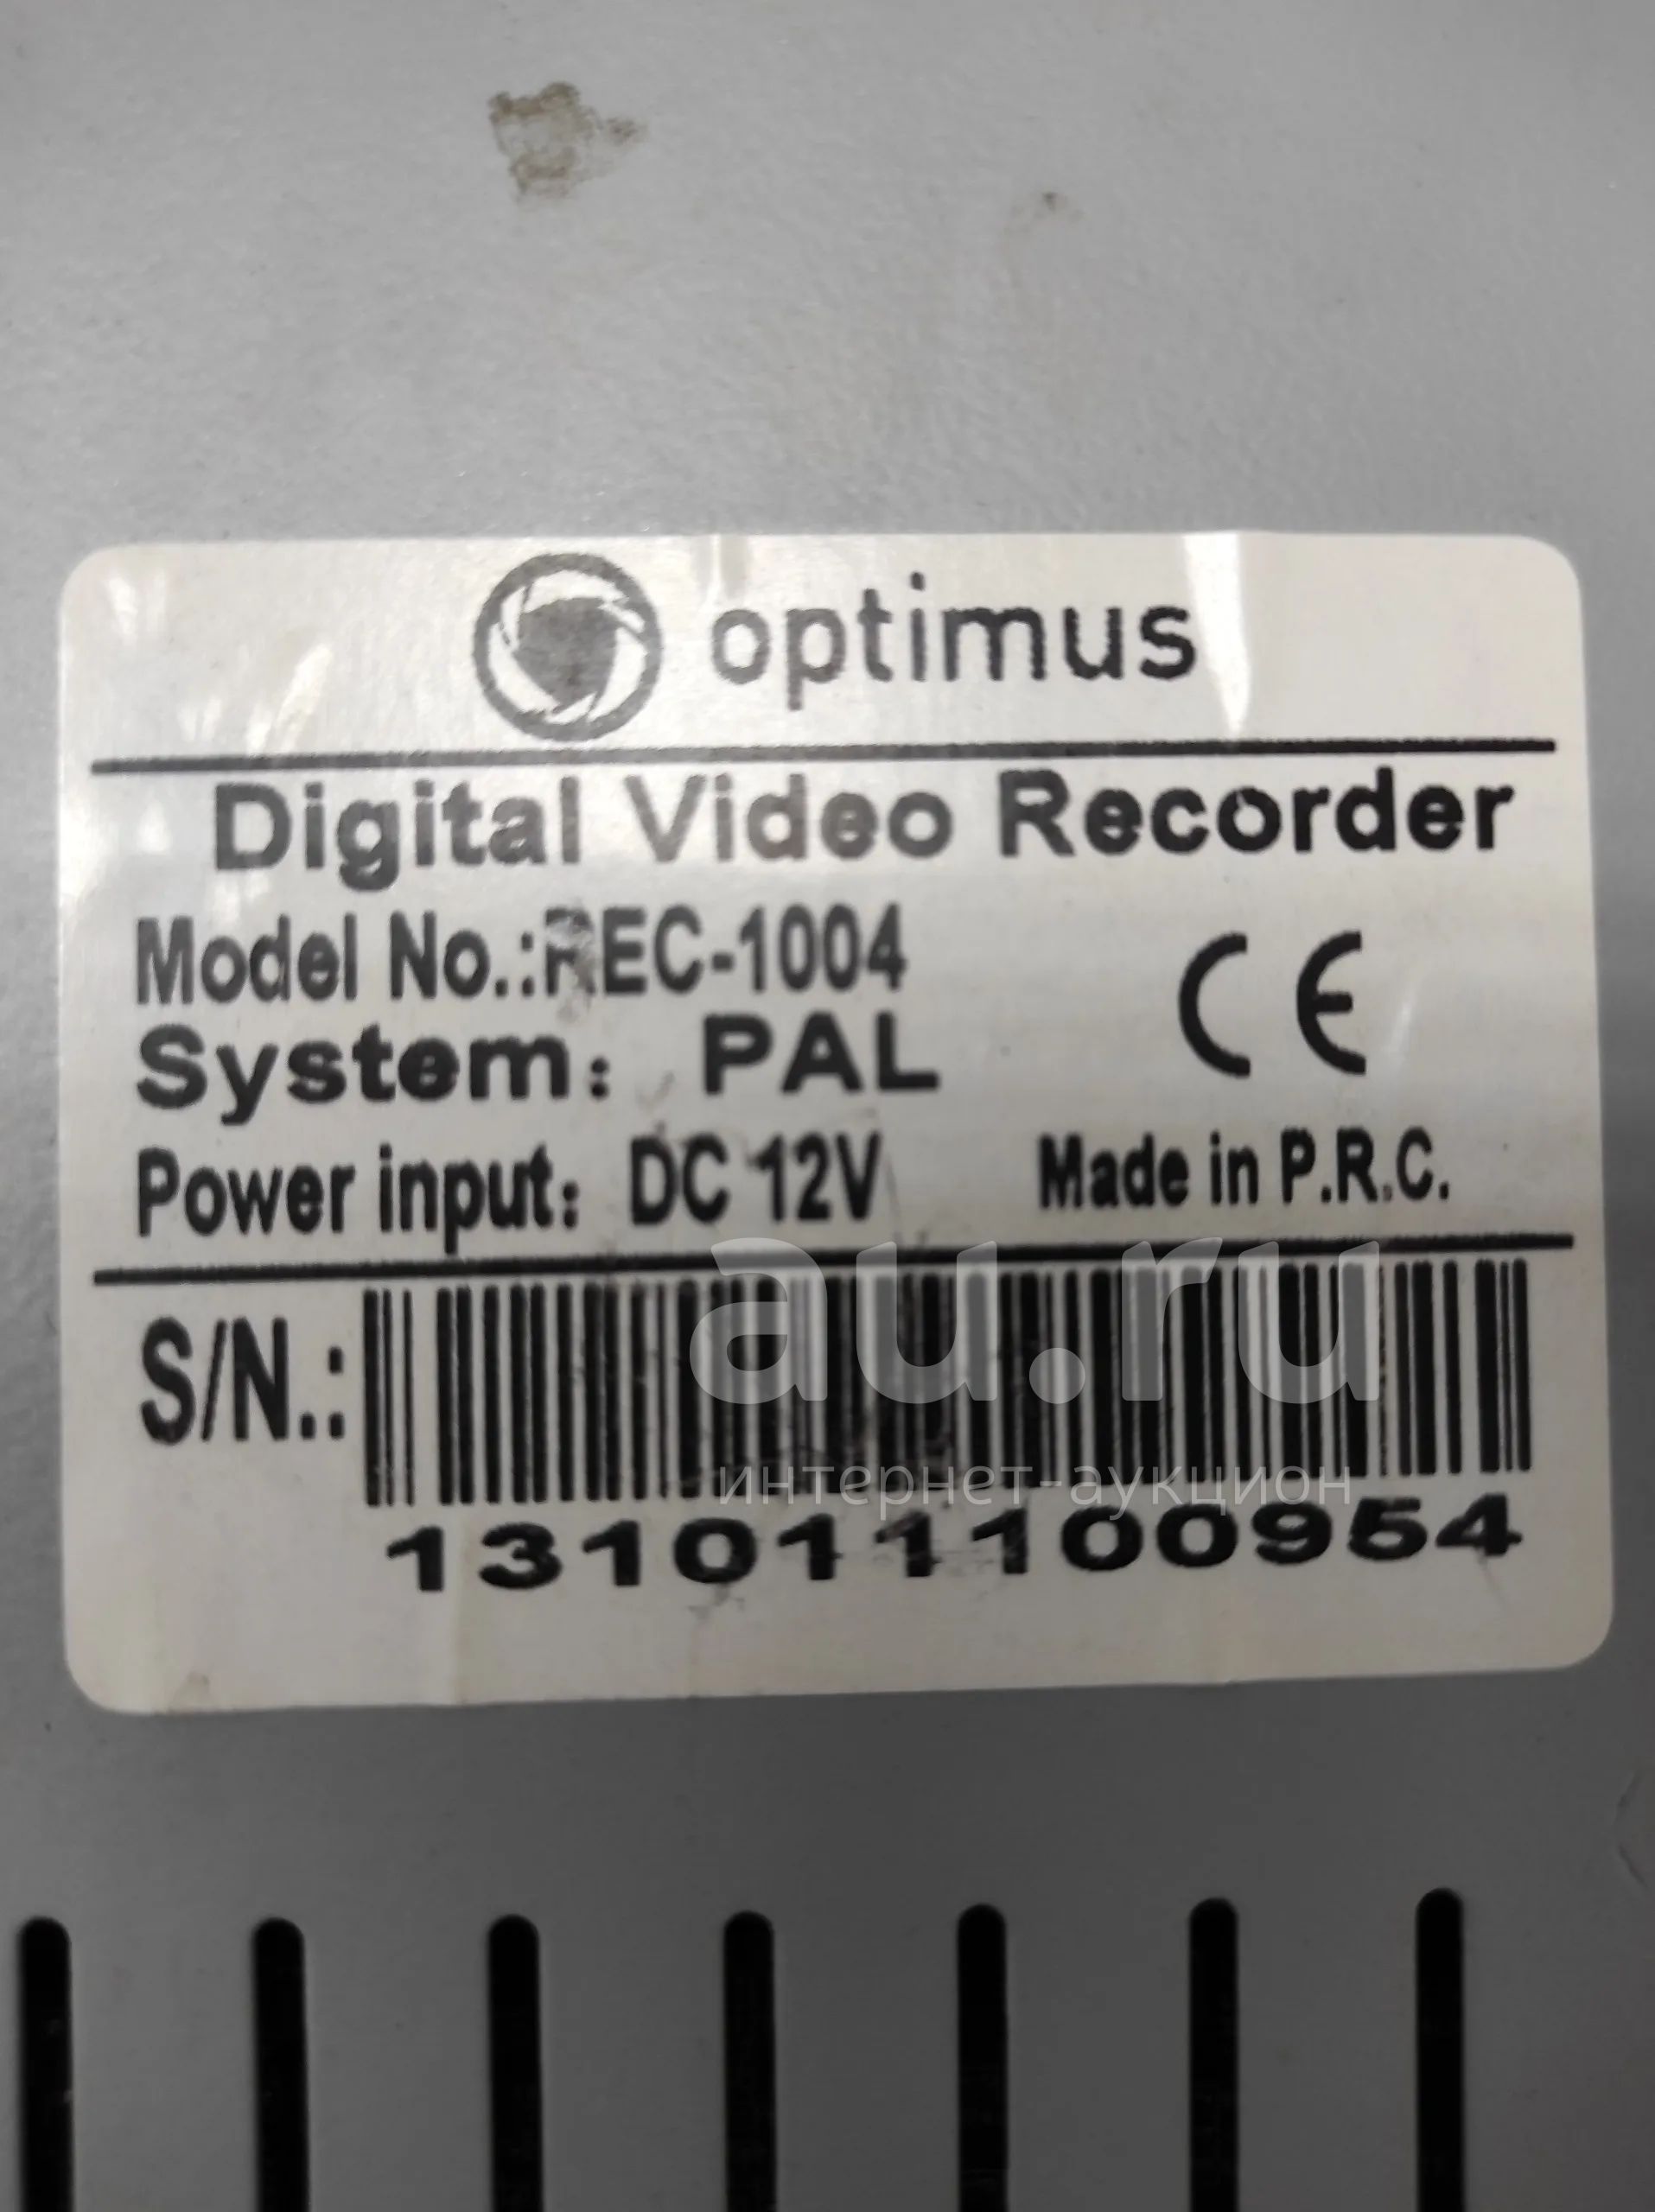 optimus
Digital Video Recorder
Model No.:REC-1004
CE
System: PAL
Power input: DC 12V
Made in P.R.C.
au.ru
S/N.:
интернет-аукцион
131011100954